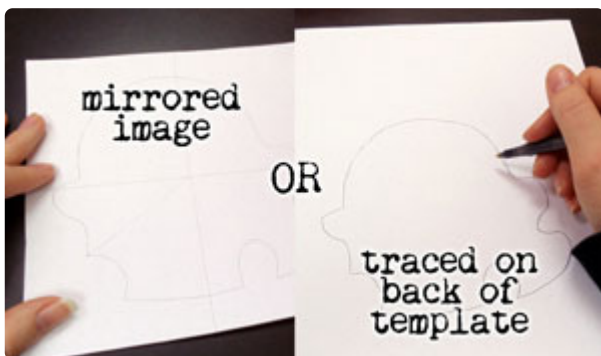 mirrored
image
OR
traced on
back of
template